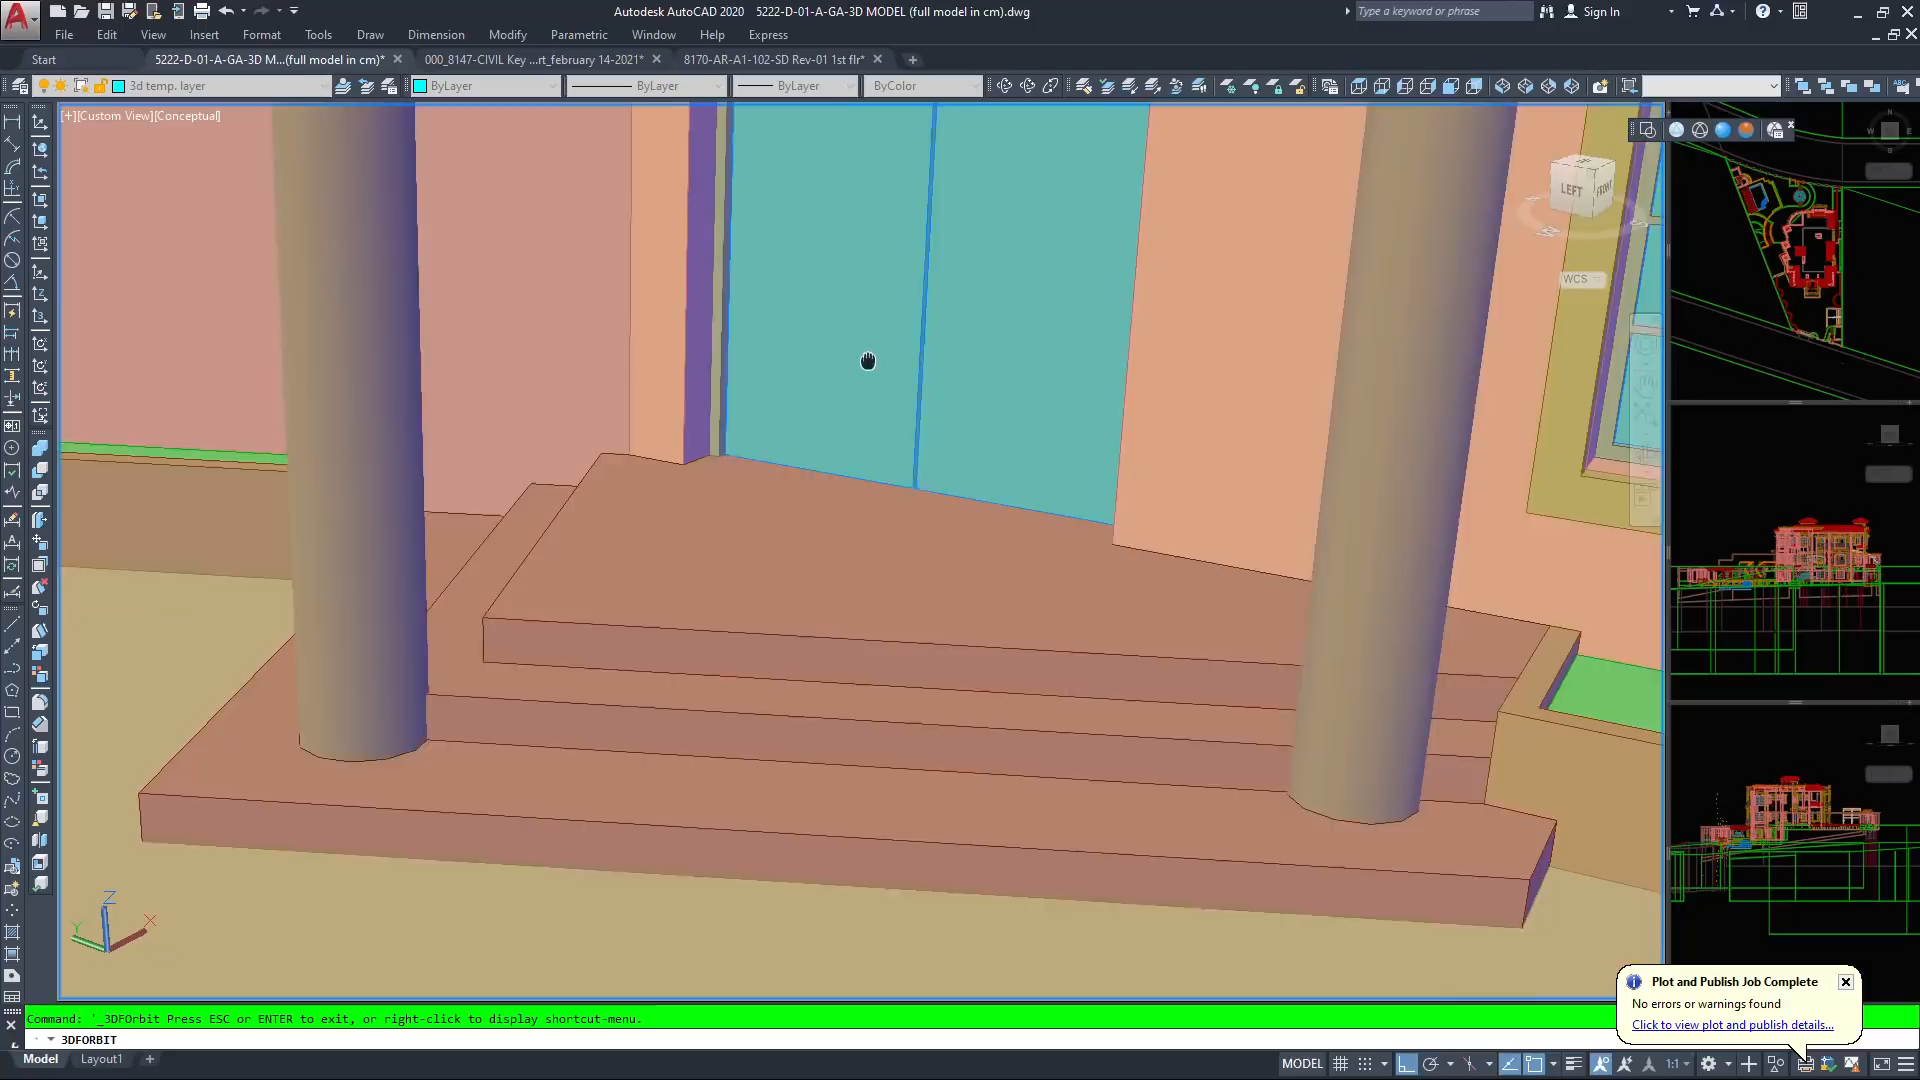 Autodesk AutoCAD 2020 5222-D-01-A-GA-3D MODEL (full model in cm).dwg
Type a keyword or phrase
Sign In
File Edit View Insert Format Tools Draw Dimension Modify Parametric Window Help Express
Start
5222-D-01-A-GA-3D M...(full model in cm)*
000_8147-CIVIL Key ...rt_february 14-2021*
8170-AR-A1-102-SD Rev-01 1st flr*
3d temp. layer
ByLayer
ByLayer
ByLayer
ByColor
[+][Custom View][Conceptual]
LEFT
FRONT
WCS
Z
Y
X
Plot and Publish Job Complete
No errors or warnings found
Click to view plot and publish details...
Command: '_3DFOrbit Press ESC or ENTER to exit, or right-click to display shortcut-menu.
3DFORBIT
Model Layout1
MODEL
1:1